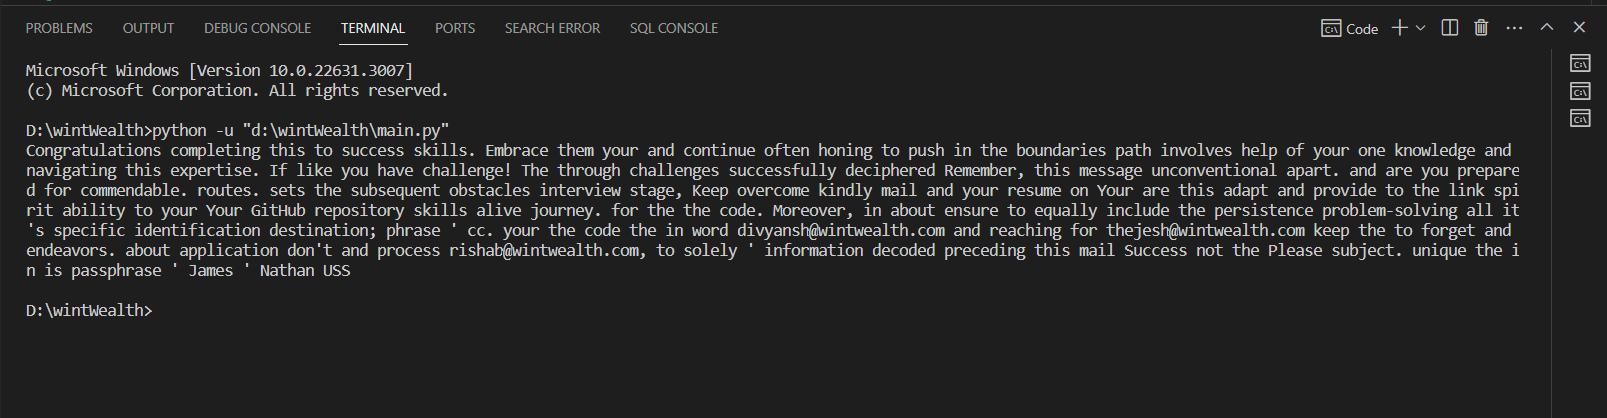 PROBLEMS OUTPUT DEBUG CONSOLE TERMINAL PORTS SEARCH ERROR SQL CONSOLE Code
Microsoft Windows [Version 10.0.22631.3007]
(c) Microsoft Corporation. All rights reserved.
D:\wintWealth>python -u "d:\wintWealth\main.py"
Congratulations completing this to success skills. Embrace them your and continue often honing to push in the boundaries path involves help of your one knowledge and
navigating this expertise. If like you have challenge! The through challenges successfully deciphered Remember, this message unconventional apart. and are you prepare
d for commendable. routes. sets the subsequent obstacles interview stage, Keep overcome kindly mail and your resume on Your are this adapt and provide to the link spi
rit ability to your Your GitHub repository skills alive journey. for the the code. Moreover, in about ensure to equally include the persistence problem-solving all it
's specific identification destination; phrase ' cc. your the code the in word divyansh@wintwealth.com and reaching for thejesh@wintwealth.com keep the to forget and
endeavors. about application don't and process rishab@wintwealth.com, to solely ' information decoded preceding this mail Success not the Please subject. unique the i
n is passphrase ' James ' Nathan USS
D:\wintWealth>